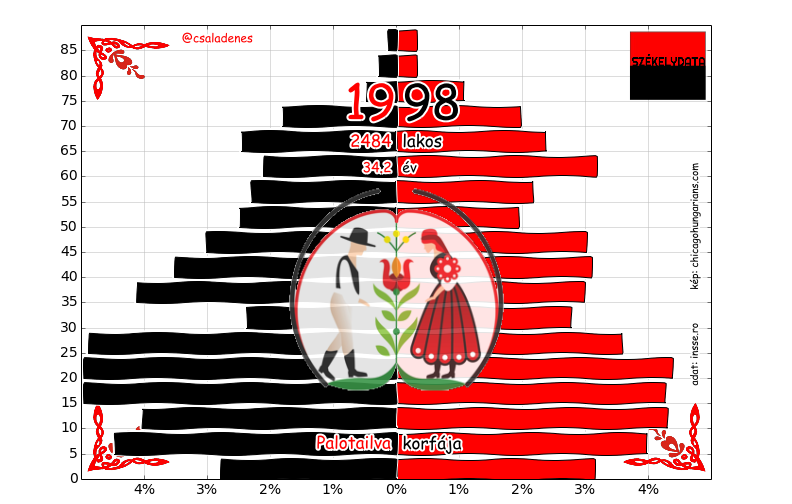 @csaladenes
SZÉKELYDATA
1998
2484 lakos
34,2 év
kép: chicagohungarians.com
adat: insse.ro
Palotailva korfája
85
80
75
70
65
60
55
50
45
40
35
30
25
20
15
10
5
0
4% 3% 2% 1% 0% 1% 2% 3% 4%